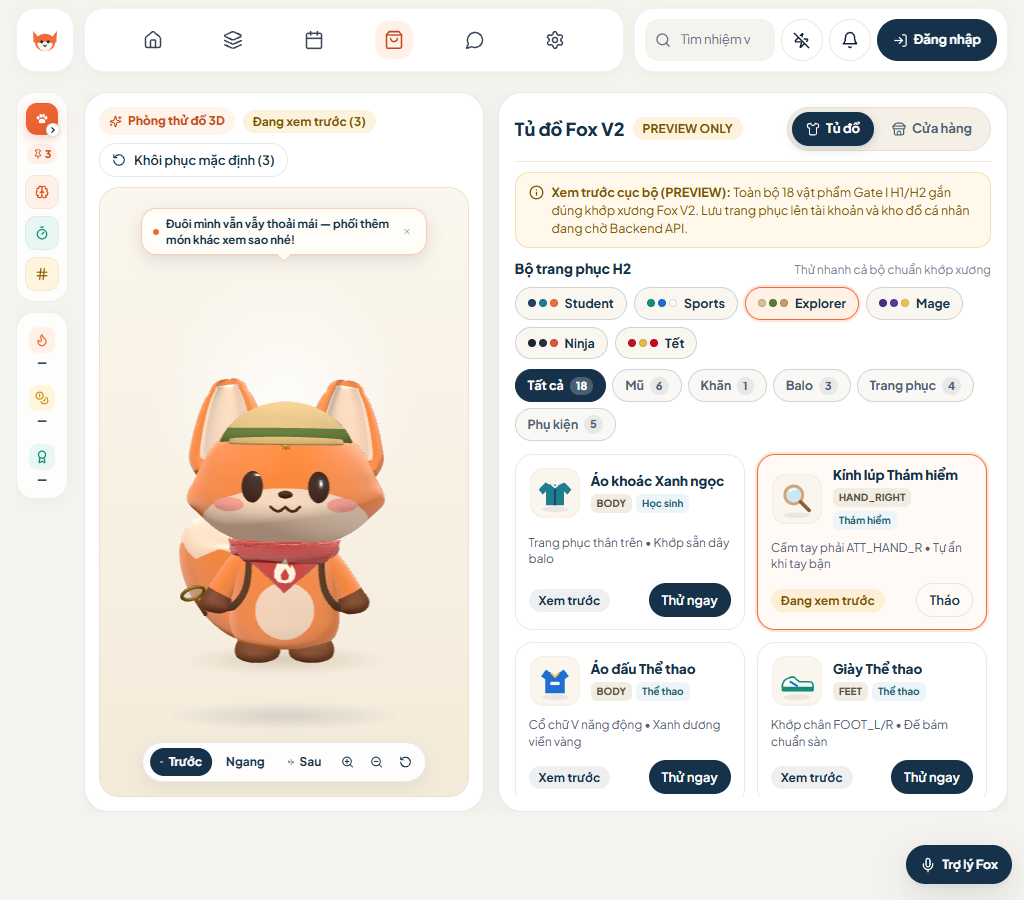 Tìm nhiệm v
Đăng nhập
3
Phòng thử đồ 3D
Đang xem trước (3)
Khôi phục mặc định (3)
Đuôi mình vẫn vẫy thoải mái — phối thêm
món khác xem sao nhé!
×
Trước
Ngang
Sau
Tủ đồ Fox V2
PREVIEW ONLY
Tủ đồ
Cửa hàng
Xem trước cục bộ (PREVIEW): Toàn bộ 18 vật phẩm Gate I H1/H2 gắn
đúng khớp xương Fox V2. Lưu trang phục lên tài khoản và kho đồ cá nhân
đang chờ Backend API.
Bộ trang phục H2
Thử nhanh cả bộ chuẩn khớp xương
Student
Sports
Explorer
Mage
Ninja
Tết
Tất cả 18
Mũ 6
Khăn 1
Balo 3
Trang phục 4
Phụ kiện 5
Áo khoác Xanh ngọc
BODY
Học sinh
Trang phục thân trên • Khớp sẵn dây
balo
Xem trước
Thử ngay
Kính lúp Thám hiểm
HAND_RIGHT
Thám hiểm
Cầm tay phải ATT_HAND_R • Tự ẩn
khi tay bận
Đang xem trước
Tháo
Áo đấu Thể thao
BODY
Thể thao
Cổ chữ V năng động • Xanh dương
viền vàng
Xem trước
Thử ngay
Giày Thể thao
FEET
Thể thao
Khớp chân FOOT_L/R • Đế bám
chuẩn sàn
Xem trước
Thử ngay
Trợ lý Fox